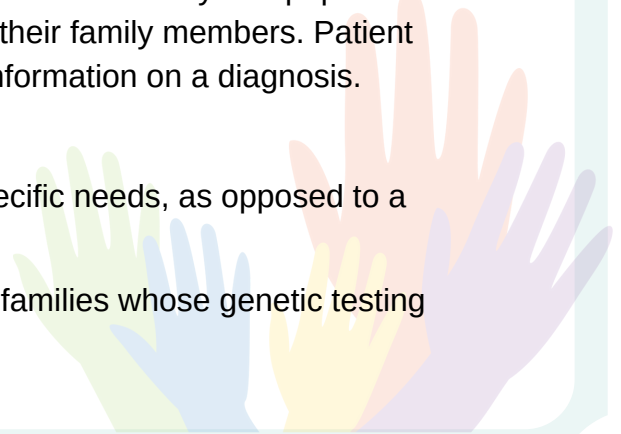 their family members. Patient
nformation on a diagnosis.
ecific needs, as opposed to a
families whose genetic testing